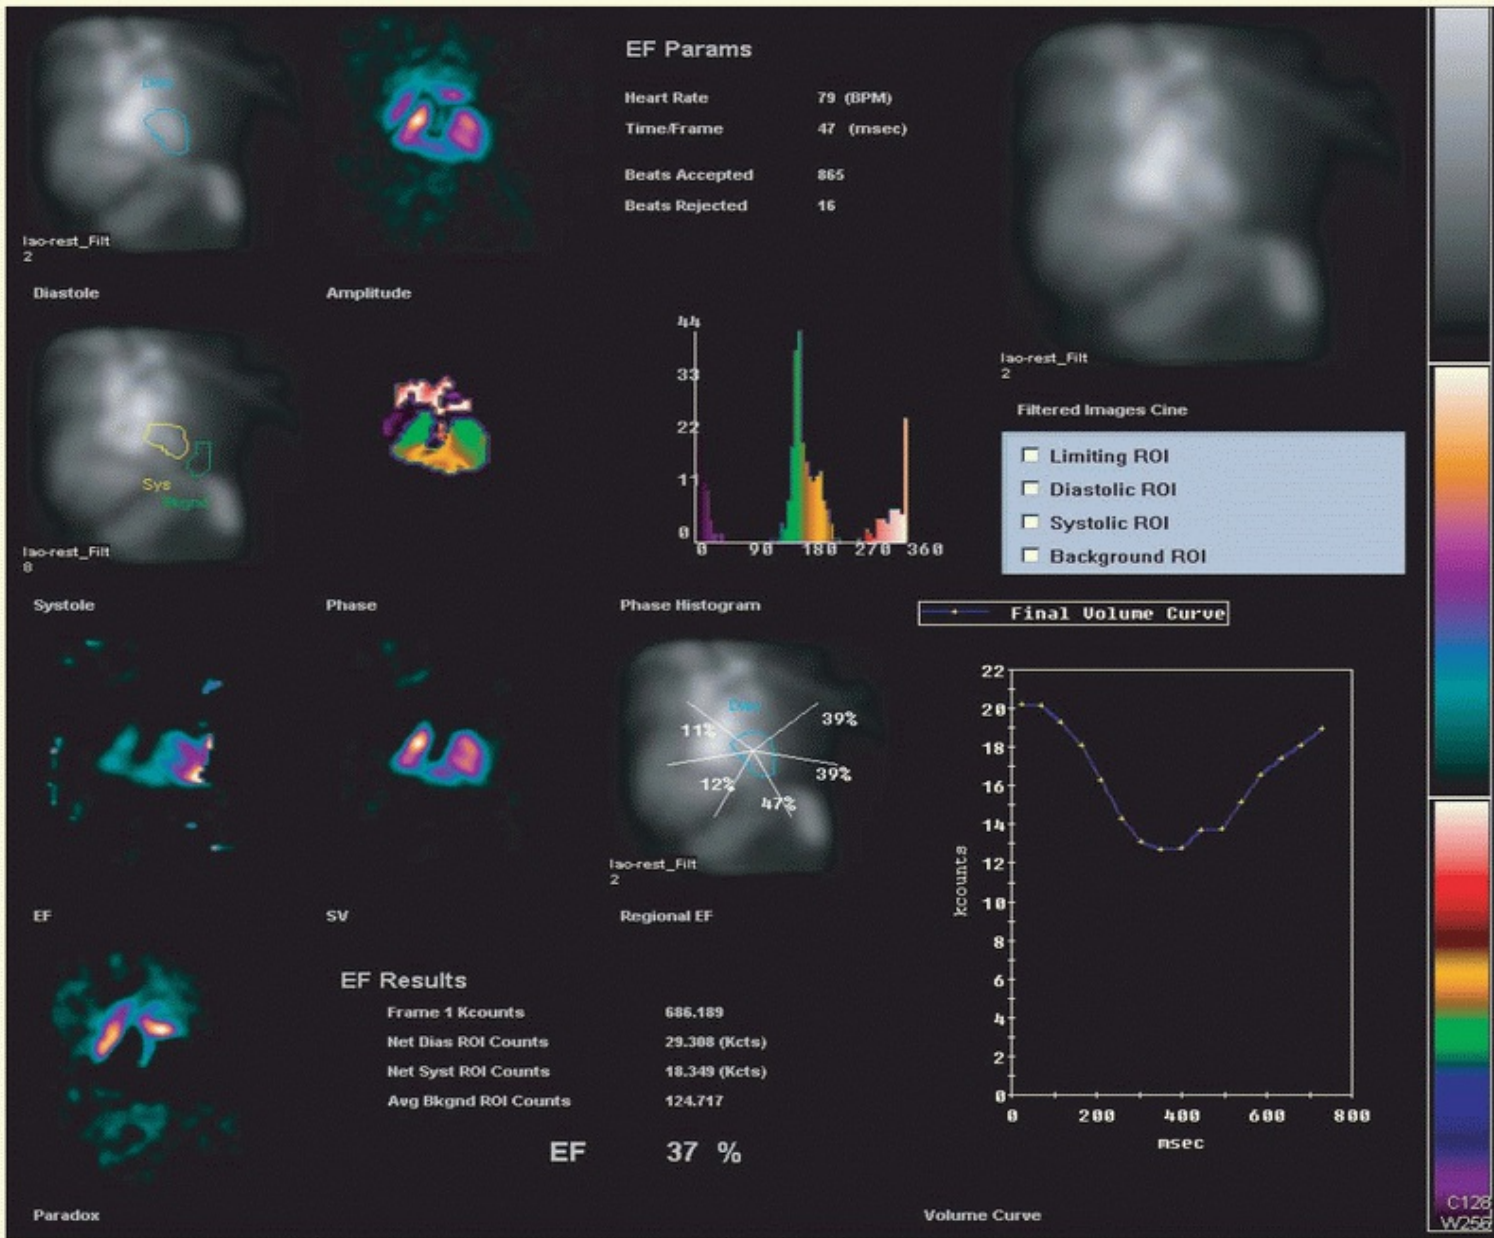 Dias
lao-rest_Filt
2
Diastole
Amplitude
EF Params
Heart Rate 79 (BPM)
Time/Frame 47 (msec)
Beats Accepted 865
Beats Rejected 16
lao-rest_Filt
2
Filtered Images Cine
Limiting ROI
Diastolic ROI
Systolic ROI
Background ROI
Sys
Bkgnd
lao-rest_Filt
8
Systole
Phase
44
33
22
11
0
0 90 180 270 360
Phase Histogram
EF
SV
Dias
11%
39%
39%
12%
47%
lao-rest_Filt
2
Regional EF
Final Volume Curve
22
20
18
16
14
12
10
8
6
4
2
0
kcounts
0 200 400 600 800
msec
Volume Curve
Paradox
EF Results
Frame 1 Kcounts 686.189
Net Dias ROI Counts 29.308 (Kcts)
Net Syst ROI Counts 18.349 (Kcts)
Avg Bkgnd ROI Counts 124.717
EF 37 %
C128
W256